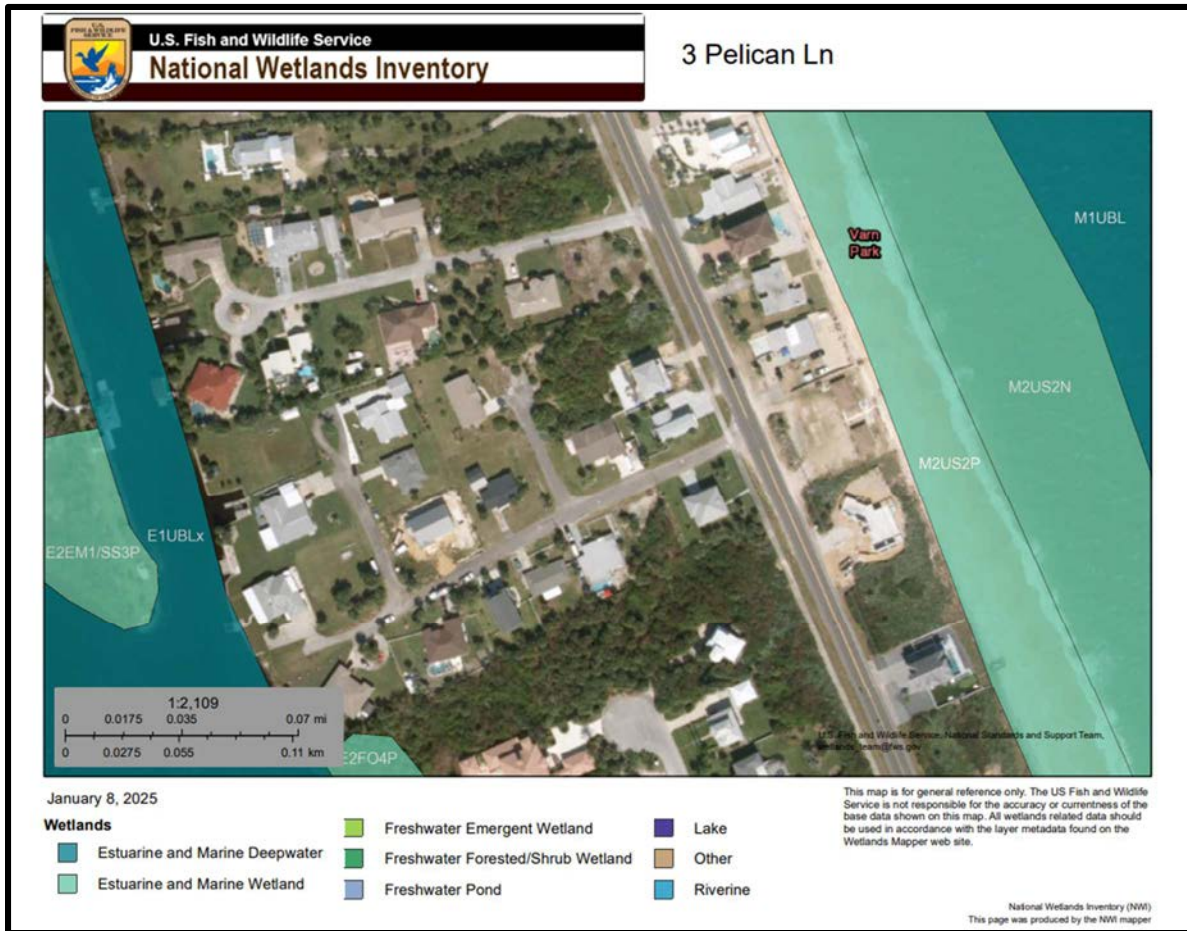 U.S.
FISH & WILDLIFE
SERVICE
U.S. Fish and Wildlife Service
National Wetlands Inventory
3 Pelican Ln
M1UBL
Varn
Park
M2US2N
M2US2P
E1UBLx
E2EM1/SS3P
1:2,109
0 0.0175 0.035 0.07 mi
0 0.0275 0.055 0.11 km
E2FO4P
U.S. Fish and Wildlife Service, National Standards and Support Team,
wetlands_team@fws.gov
January 8, 2025
Wetlands
Estuarine and Marine Deepwater
Estuarine and Marine Wetland
Freshwater Emergent Wetland
Freshwater Forested/Shrub Wetland
Freshwater Pond
Lake
Other
Riverine
This map is for general reference only. The US Fish and Wildlife
Service is not responsible for the accuracy or currentness of the
base data shown on this map. All wetlands related data should
be used in accordance with the layer metadata found on the
Wetlands Mapper web site.
National Wetlands Inventory (NWI)
This page was produced by the NWI mapper